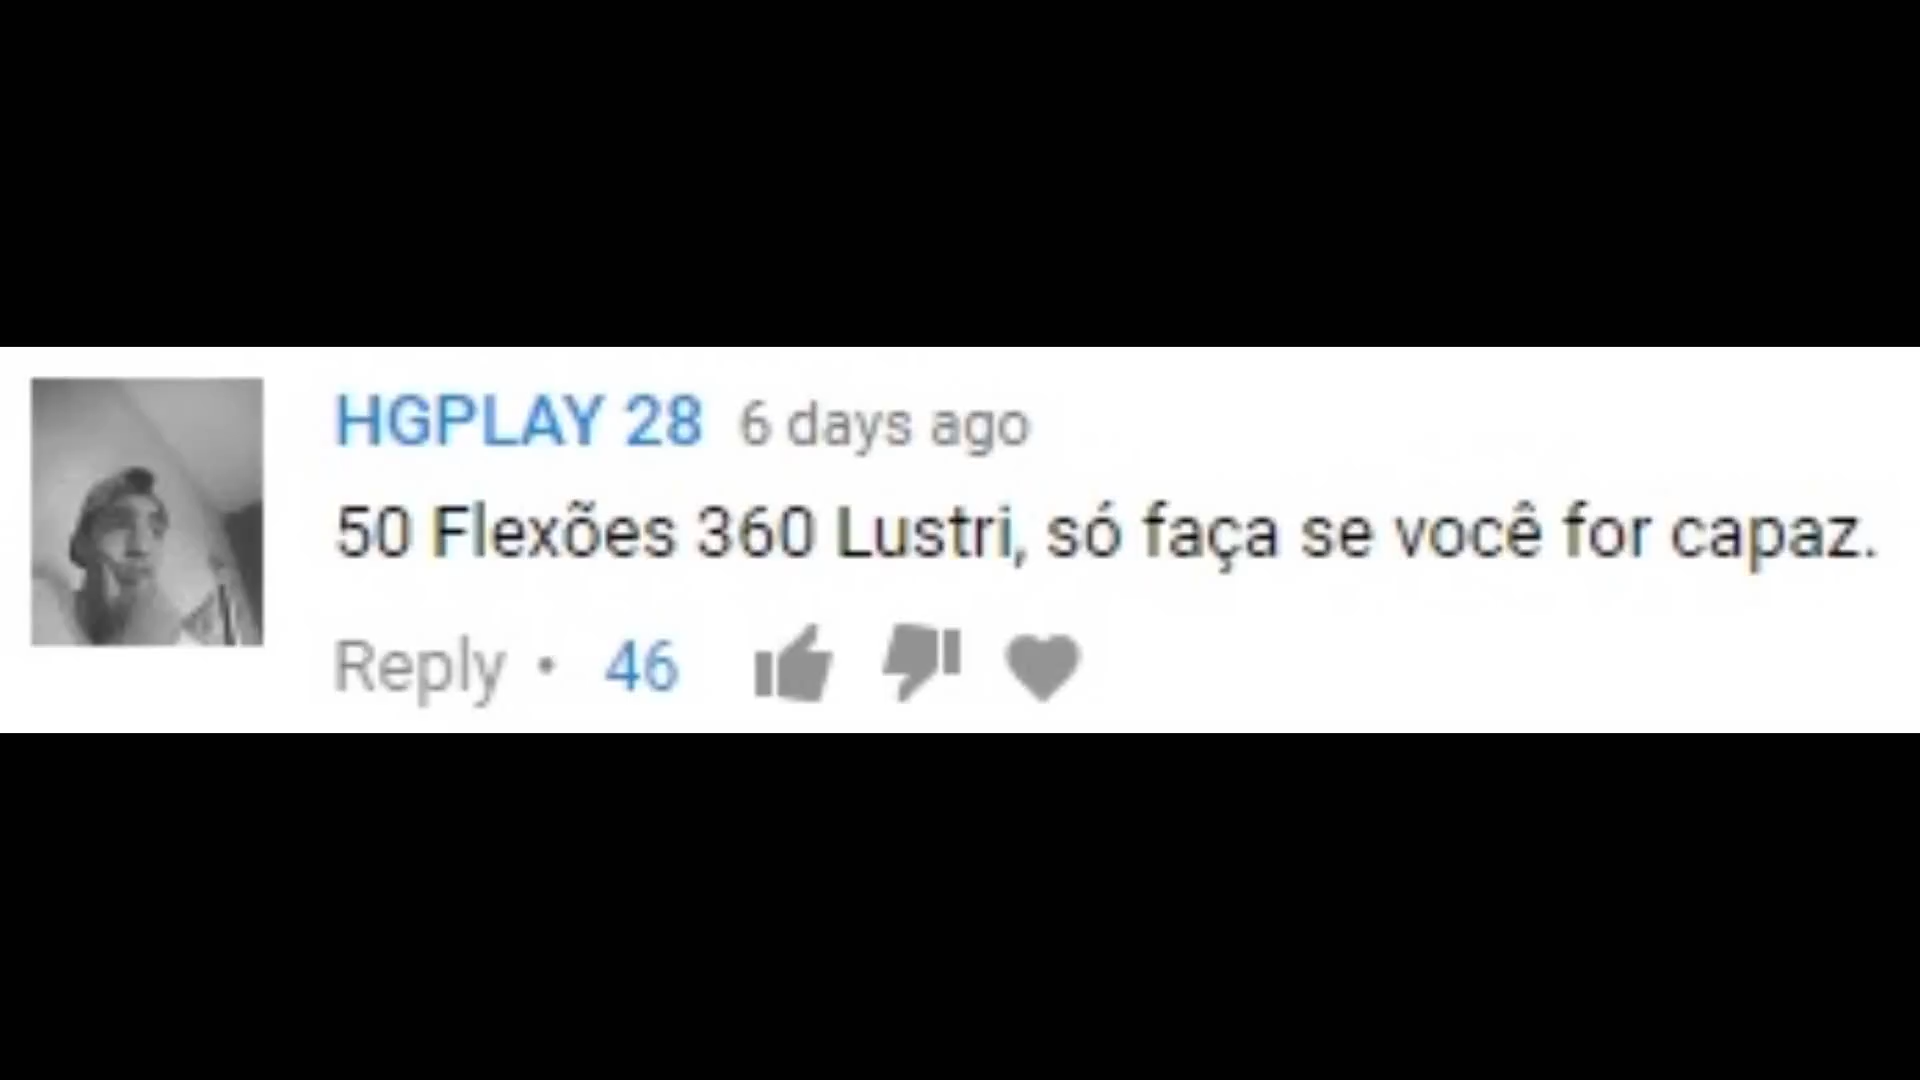 HGPLAY 28 6 days ago
50 Flexões 360 Lustri, só faça se você for capaz.
Reply • 46